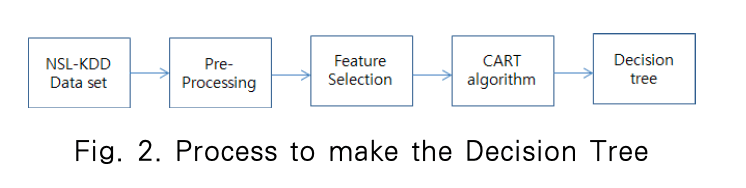 NSL-KDD
Data set
Pre-
Processing
Feature
Selection
CART
algorithm
Decision
tree
Fig. 2. Process to make the Decision Tree